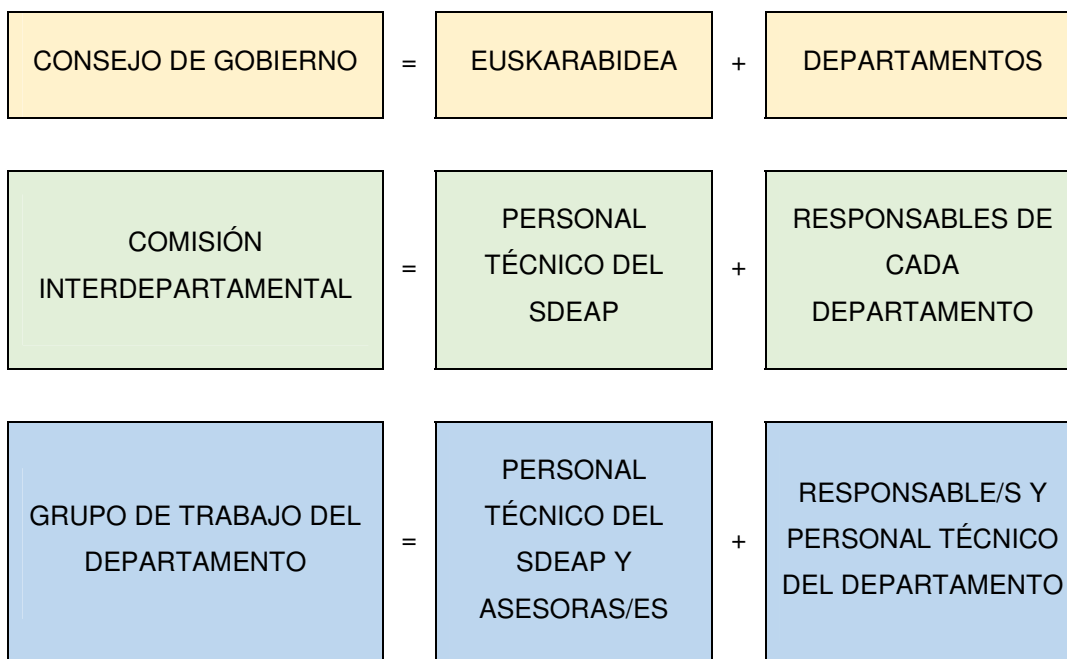 CONSEJO DE GOBIERNO = EUSKARABIDEA + DEPARTAMENTOS
COMISIÓN
INTERDEPARTAMENTAL
=
PERSONAL
TÉCNICO DEL
SDEAP
+
RESPONSABLES DE
CADA
DEPARTAMENTO
GRUPO DE TRABAJO DEL
DEPARTAMENTO
=
PERSONAL
TÉCNICO DEL
SDEAP Y
ASESORAS/ES
+
RESPONSABLE/S Y
PERSONAL TÉCNICO
DEL DEPARTAMENTO